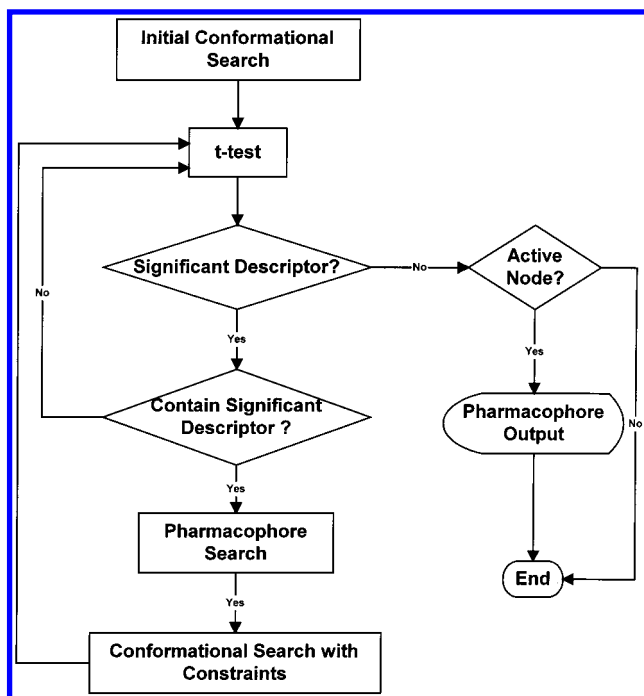 Initial Conformational
Search
t-test
Significant Descriptor?
No
Active
Node?
No
Yes
Yes
Contain Significant
Descriptor ?
Pharmacophore
Output
No
Yes
Pharmacophore
Search
End
Yes
Conformational Search with
Constraints